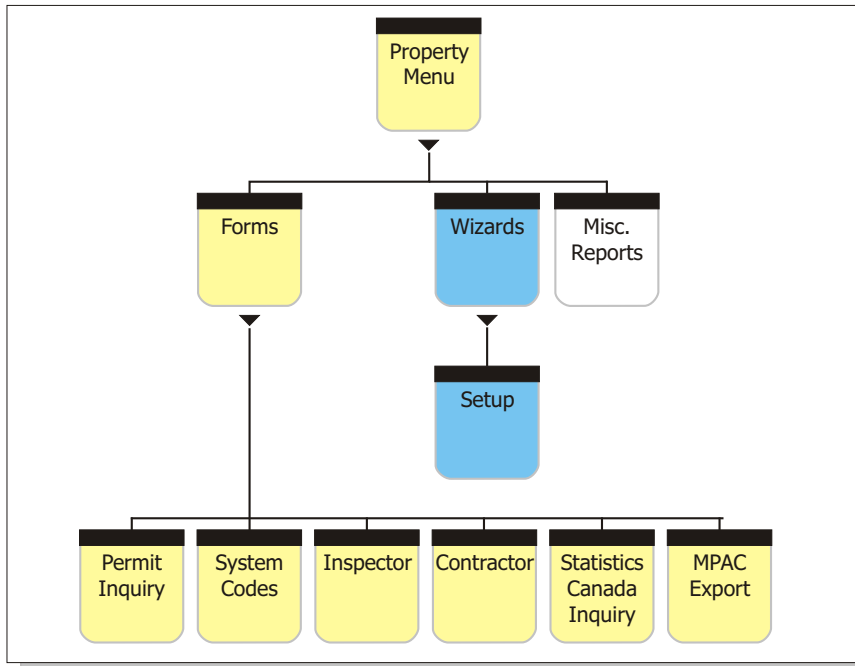 Property
Menu
Forms
Wizards
Misc.
Reports
Setup
Permit
Inquiry
System
Codes
Inspector
Contractor
Statistics
Canada
Inquiry
MPAC
Export